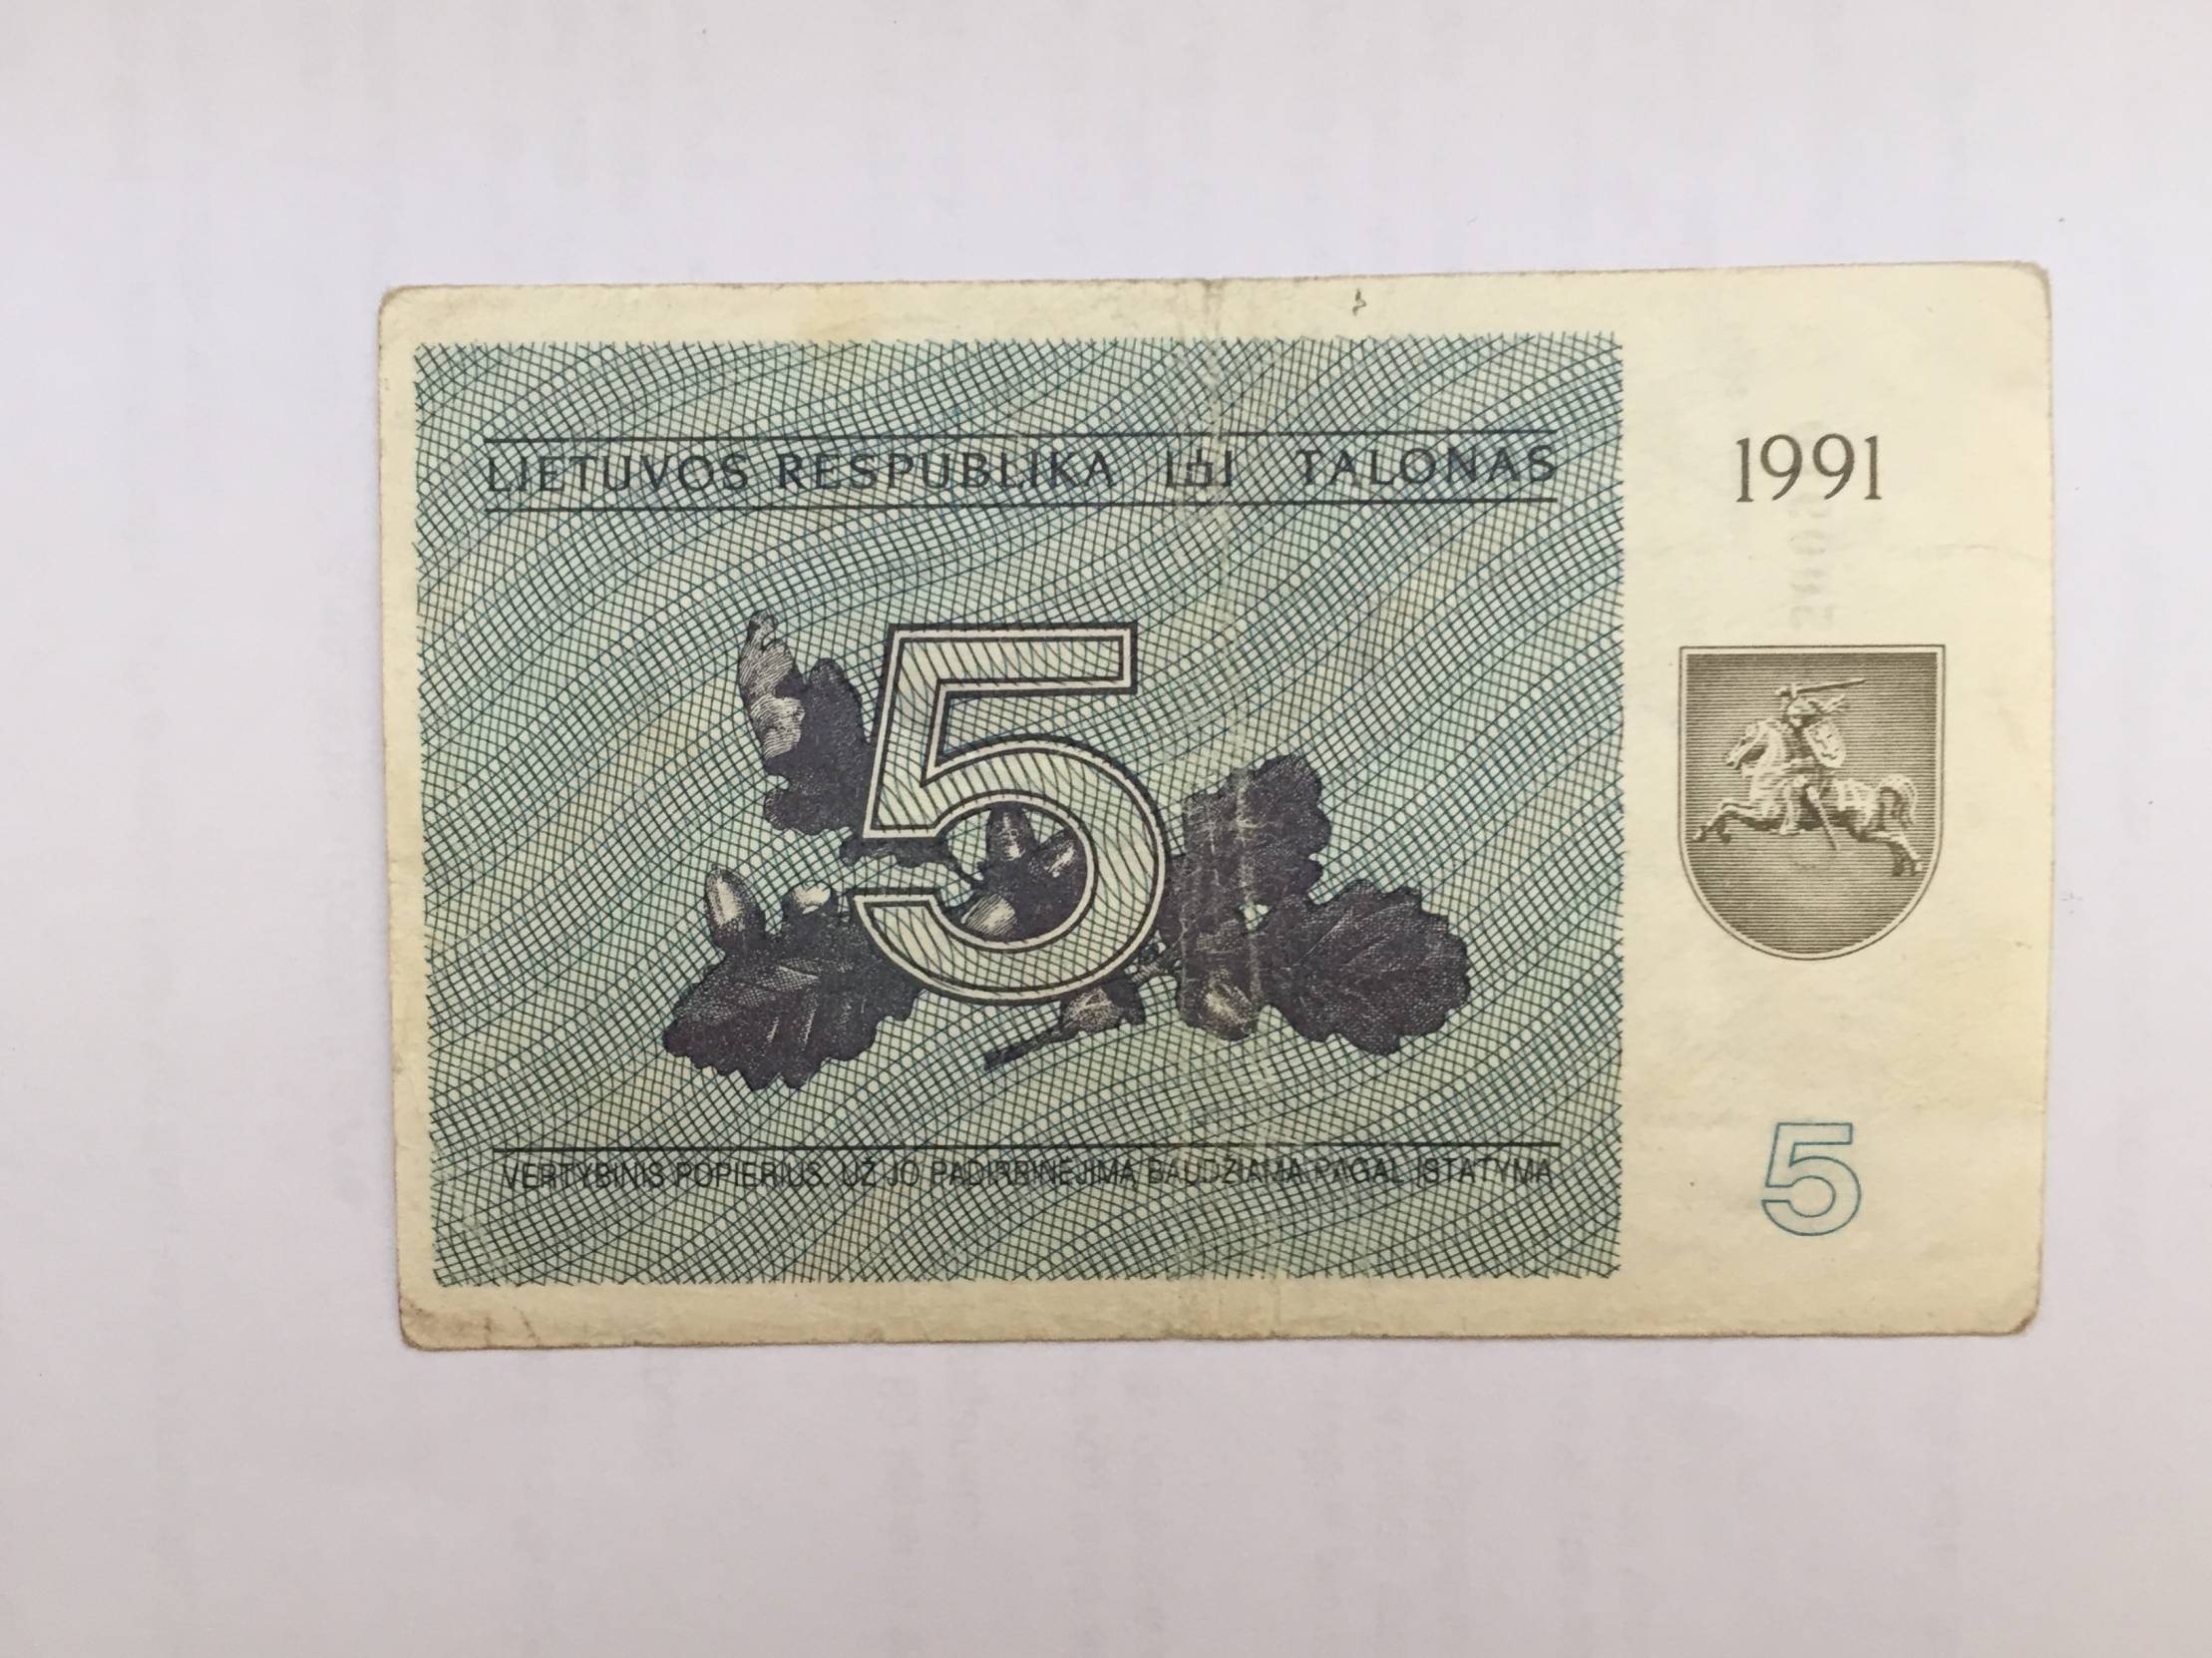 LIETUVOS RESPUBLIKA TALONAS
1991
5
VERTYBINIS POPIERIUS. UŽ JO PADIRBINĖJIMĄ BAUDŽIAMA PAGAL ĮSTATYMĄ
5